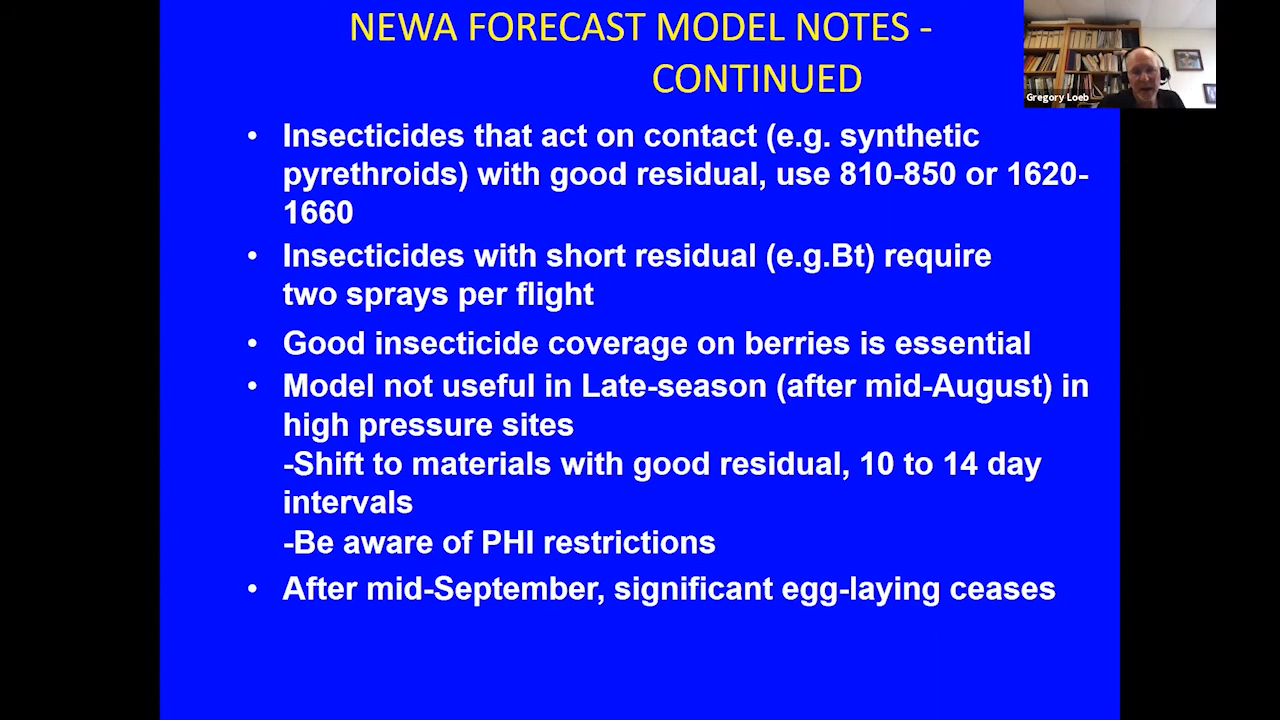 NEWA FORECAST MODEL NOTES -
CONTINUED
Gregory Loeb
• Insecticides that act on contact (e.g. synthetic
pyrethroids) with good residual, use 810-850 or 1620-
1660
• Insecticides with short residual (e.g.Bt) require
two sprays per flight
• Good insecticide coverage on berries is essential
• Model not useful in Late-season (after mid-August) in
high pressure sites
-Shift to materials with good residual, 10 to 14 day
intervals
-Be aware of PHI restrictions
• After mid-September, significant egg-laying ceases